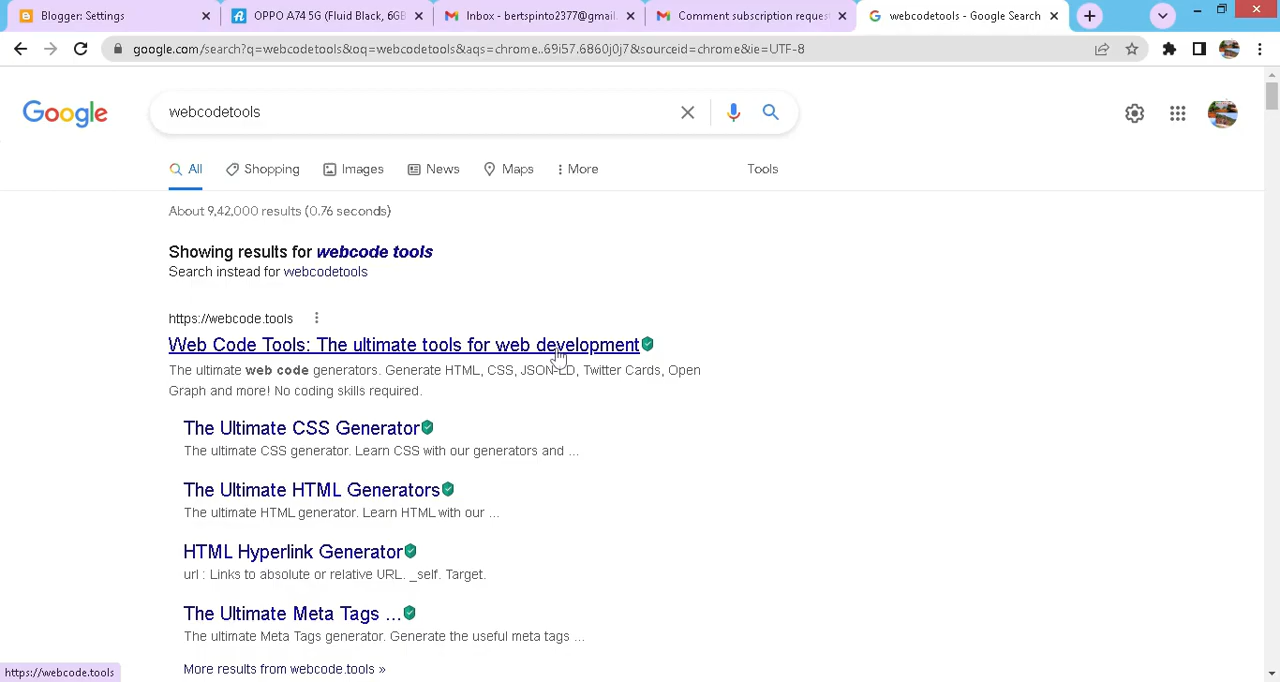 Blogger: Settings
OPPO A74 5G (Fluid Black, 6GB
Inbox - onlypoints2377@gmail.
Comment subscription request
webcodetools - Google Search
google.com/search?q=webcodetools&oq=webcodetools&aqs=chrome.69i57.6860j0j7&sourceid=chrome&ie=UTF-8
Google
webcodetools
All
Shopping
Images
News
Maps
More
Tools
About 9,42,000 results (0.76 seconds)
Showing results for webcode tools
Search instead for webcodetools
https://webcode.tools
Web Code Tools: The ultimate tools for web development
The ultimate web code generators. Generate HTML, CSS, JSON-LD, Twitter Cards, Open
Graph and more! No coding skills required.
The Ultimate CSS Generator
The ultimate CSS generator. Learn CSS with our generators and ...
The Ultimate HTML Generators
The ultimate HTML generator. Learn HTML with our ...
HTML Hyperlink Generator
url : Links to absolute or relative URL. _self. Target.
The Ultimate Meta Tags ...
The ultimate Meta Tags generator. Generate the useful meta tags ...
More results from webcode.tools »
https://webcode.tools